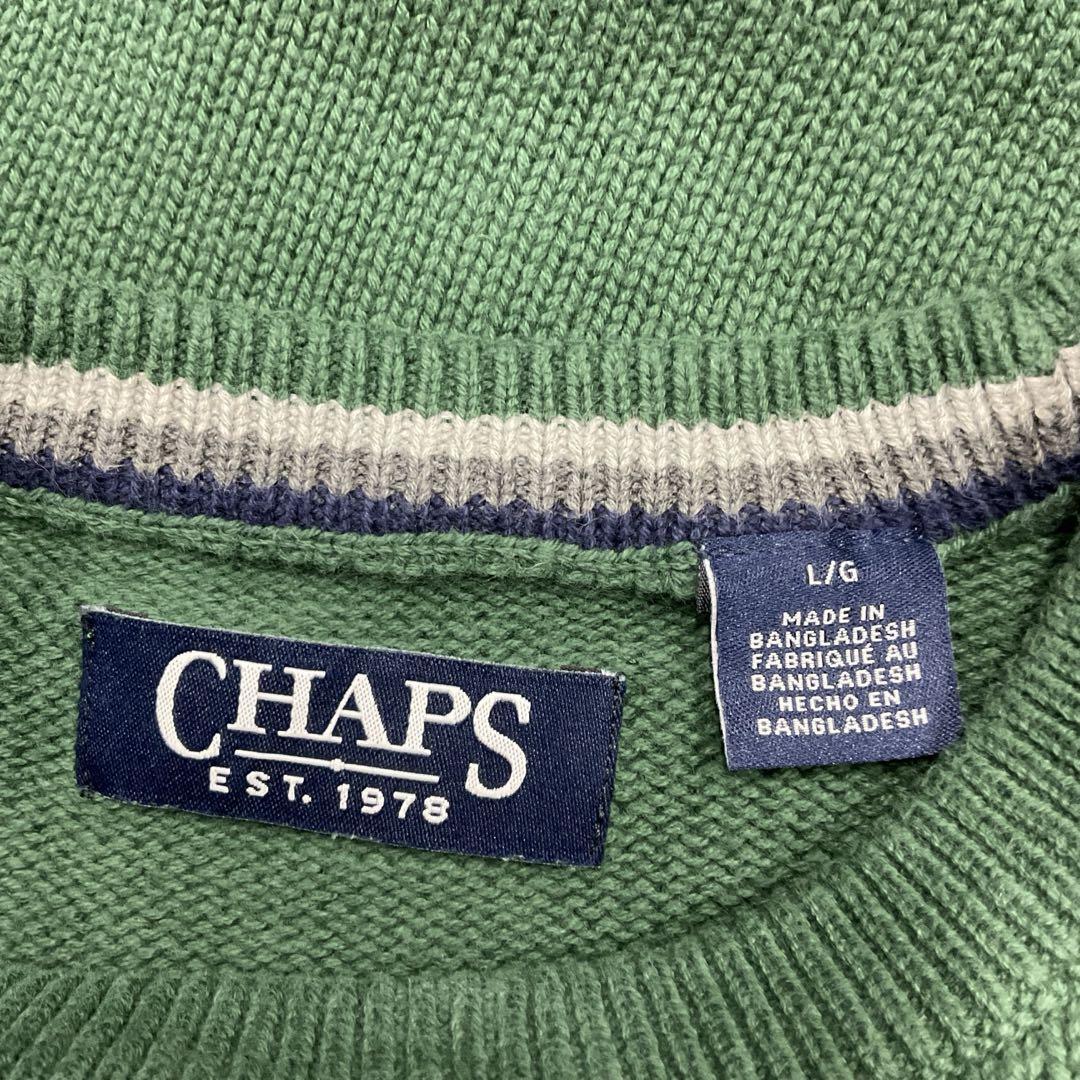 CHAPS
EST. 1978
L/G
MADE IN
BANGLADESH
FABRIQUÉ AU
BANGLADESH
HECHO EN
BANGLADESH